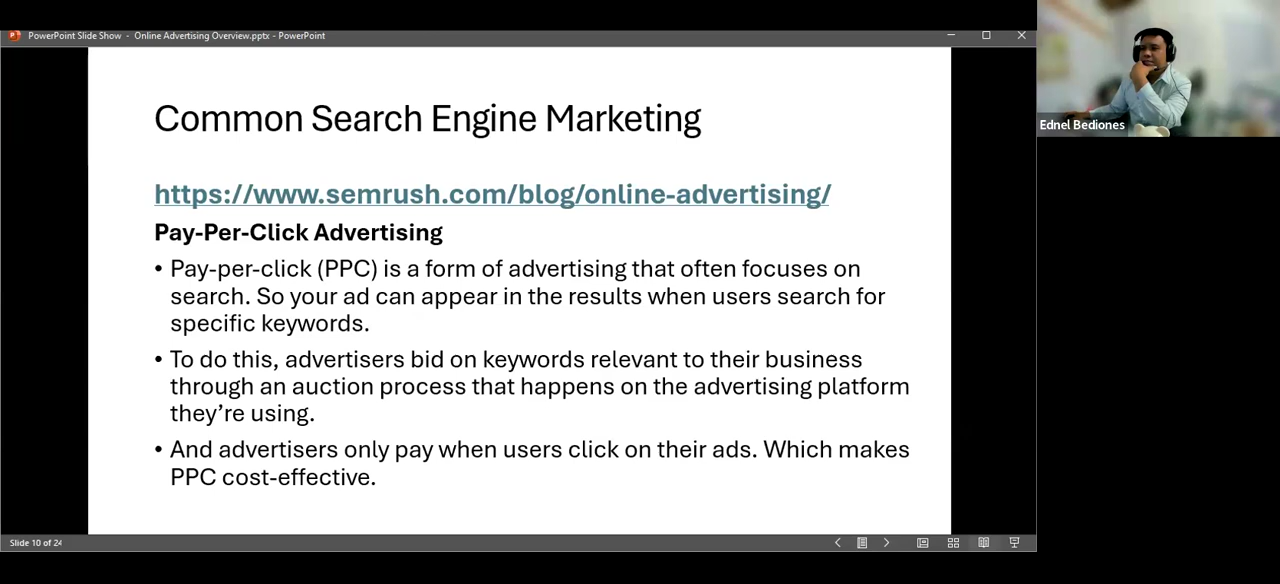 PowerPoint Slide Show - Online Advertising Overview.pptx - PowerPoint
Common Search Engine Marketing
https://www.semrush.com/blog/online-advertising/
Pay-Per-Click Advertising
• Pay-per-click (PPC) is a form of advertising that often focuses on
search. So your ad can appear in the results when users search for
specific keywords.
• To do this, advertisers bid on keywords relevant to their business
through an auction process that happens on the advertising platform
they’re using.
• And advertisers only pay when users click on their ads. Which makes
PPC cost-effective.
Slide 10 of 24
Ednel Bediones